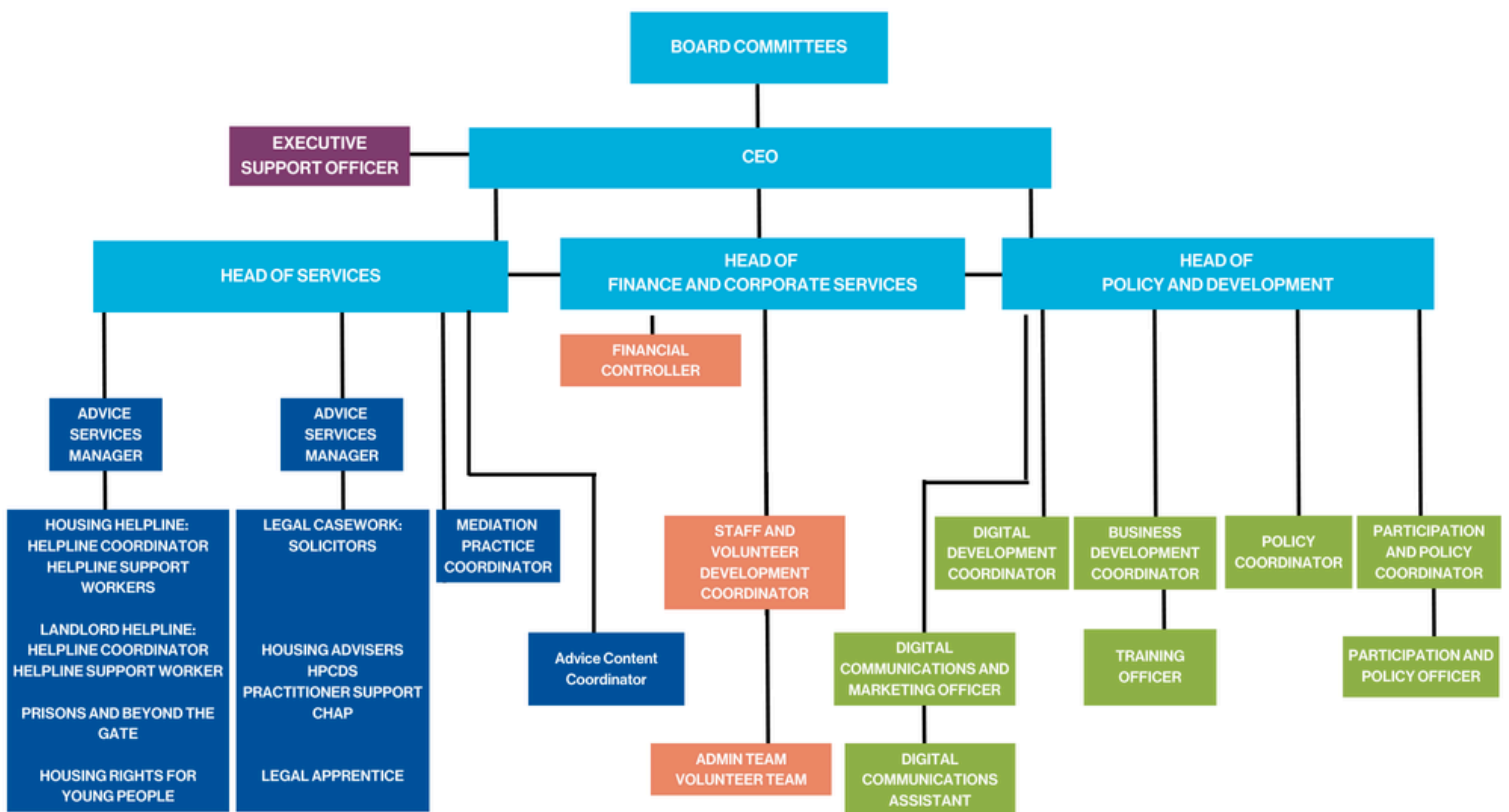 BOARD COMMITTEES
EXECUTIVE
SUPPORT OFFICER
CEO
HEAD OF SERVICES
HEAD OF
FINANCE AND CORPORATE SERVICES
HEAD OF
POLICY AND DEVELOPMENT
FINANCIAL
CONTROLLER
ADVICE
SERVICES
MANAGER
ADVICE
SERVICES
MANAGER
HOUSING HELPLINE:
HELPLINE COORDINATOR
HELPLINE SUPPORT
WORKERS
LANDLORD HELPLINE:
HELPLINE COORDINATOR
HELPLINE SUPPORT WORKER
PRISONS AND BEYOND THE
GATE
HOUSING RIGHTS FOR
YOUNG PEOPLE
LEGAL CASEWORK:
SOLICITORS
HOUSING ADVISERS
HPCDS
PRACTITIONER SUPPORT
CHAP
LEGAL APPRENTICE
MEDIATION
PRACTICE
COORDINATOR
Advice Content
Coordinator
STAFF AND
VOLUNTEER
DEVELOPMENT
COORDINATOR
ADMIN TEAM
VOLUNTEER TEAM
DIGITAL
COMMUNICATIONS AND
MARKETING OFFICER
DIGITAL
COMMUNICATIONS
ASSISTANT
DIGITAL
DEVELOPMENT
COORDINATOR
BUSINESS
DEVELOPMENT
COORDINATOR
TRAINING
OFFICER
POLICY
COORDINATOR
PARTICIPATION
AND POLICY
COORDINATOR
PARTICIPATION AND
POLICY OFFICER